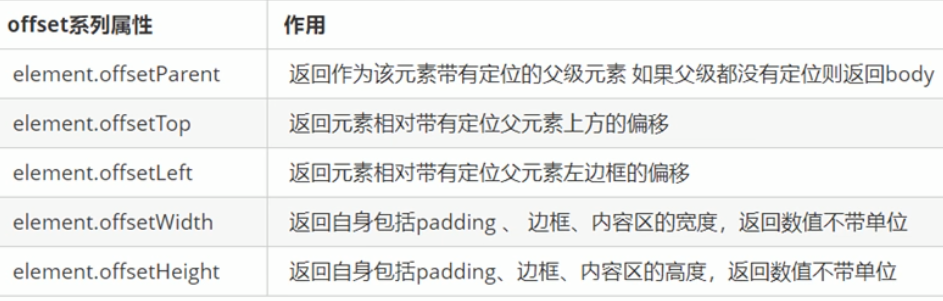 offset系列属性 作用
element.offsetParent 返回作为该元素带有定位的父级元素 如果父级都没有定位则返回body
element.offsetTop 返回元素相对带有定位父元素上方的偏移
element.offsetLeft 返回元素相对带有定位父元素左边框的偏移
element.offsetWidth 返回自身包括padding 、 边框、内容区的宽度，返回数值不带单位
element.offsetHeight 返回自身包括padding、边框、内容区的高度，返回数值不带单位